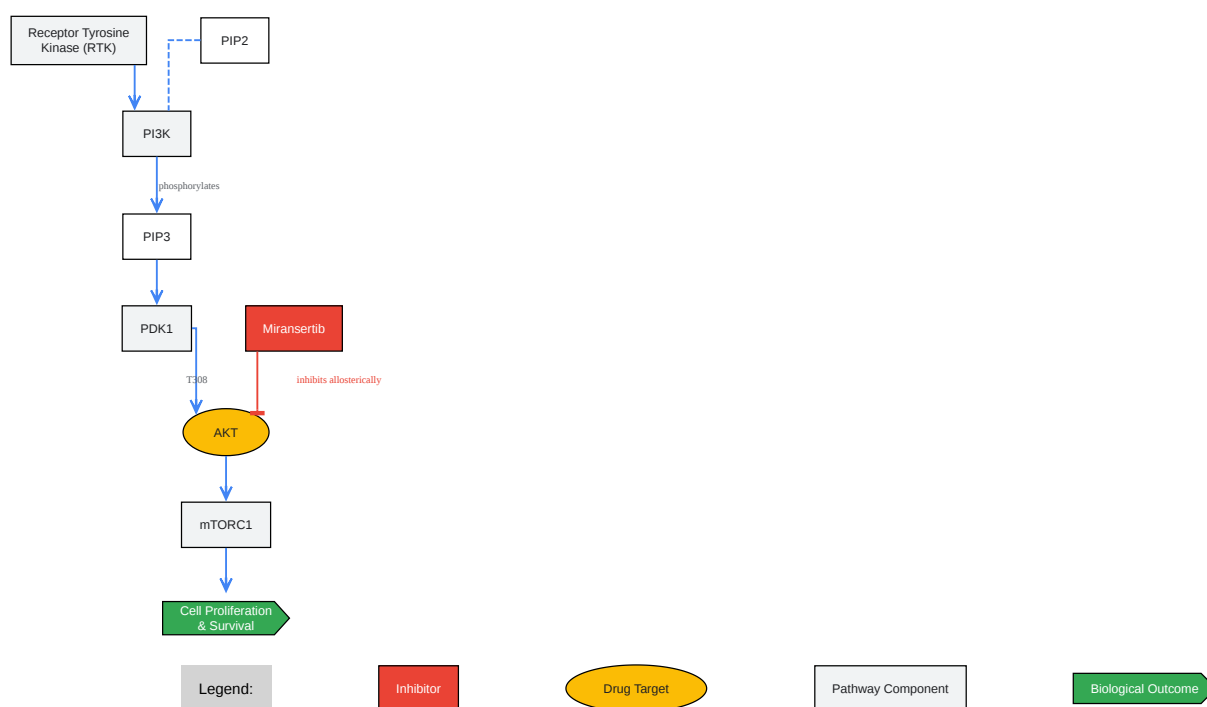 Receptor Tyrosine
Kinase (RTK)
PIP2
PI3K
phosphorylates
PIP3
PDK1
Miransertib
T308
inhibits allosterically
AKT
mTORC1
Cell Proliferation
& Survival
Legend:
Inhibitor
Drug Target
Pathway Component
Biological Outcome